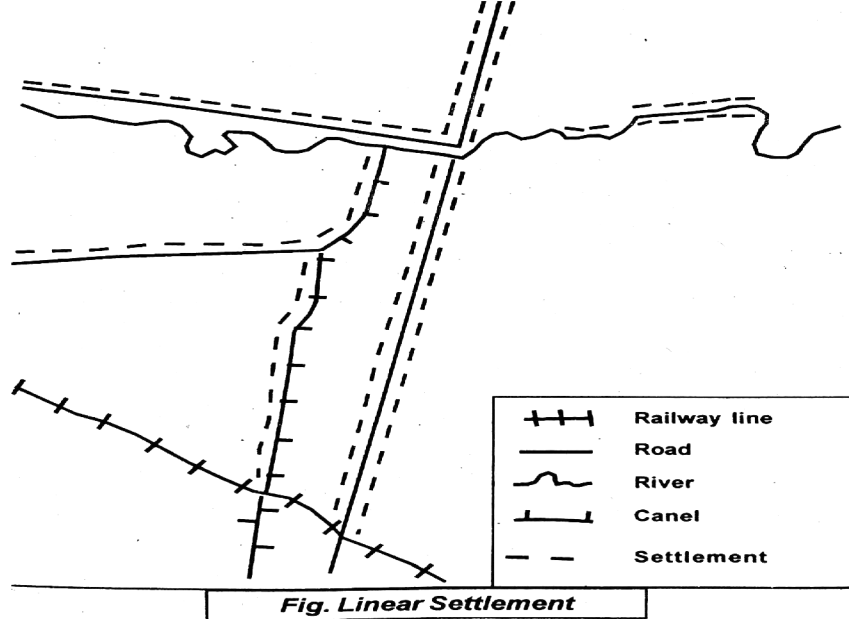 Railway line
Road
River
Canel
Settlement
Fig. Linear Settlement